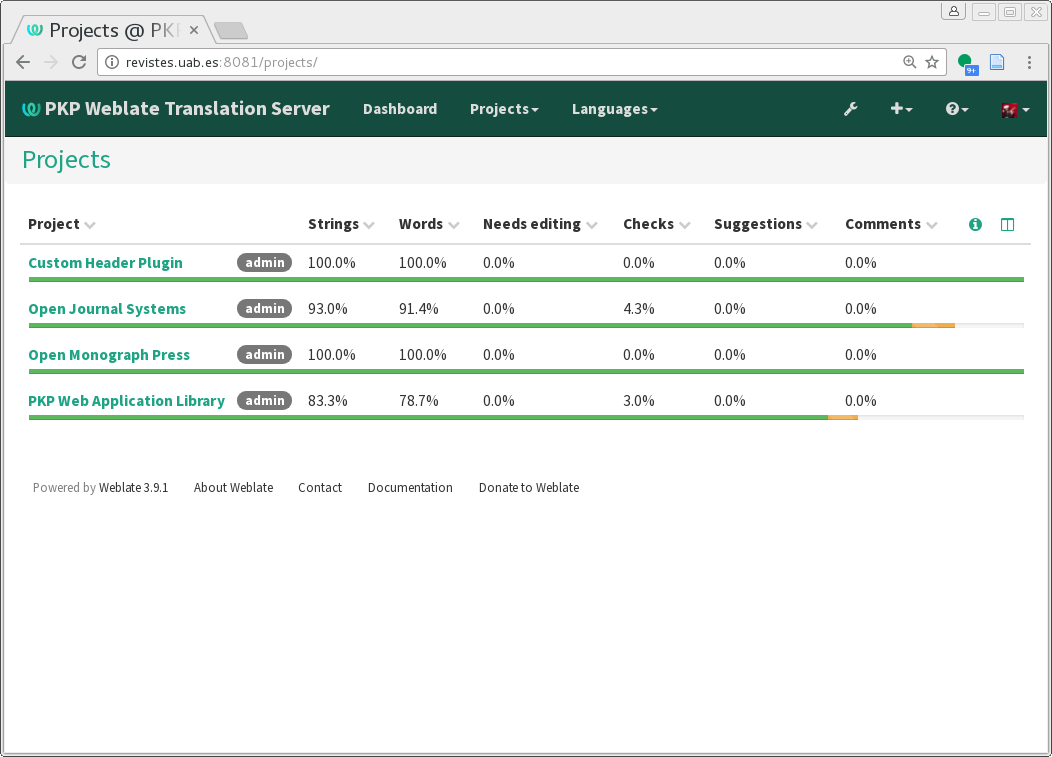 Projects @ PKP
revistes.uab.es:8081/projects/
9+
PKP Weblate Translation Server Dashboard Projects Languages
Projects
Project Strings Words Needs editing Checks Suggestions Comments
Custom Header Plugin admin 100.0% 100.0% 0.0% 0.0% 0.0% 0.0%
Open Journal Systems admin 93.0% 91.4% 0.0% 4.3% 0.0% 0.0%
Open Monograph Press admin 100.0% 100.0% 0.0% 0.0% 0.0% 0.0%
PKP Web Application Library admin 83.3% 78.7% 0.0% 3.0% 0.0% 0.0%
Powered by Weblate 3.9.1 About Weblate Contact Documentation Donate to Weblate